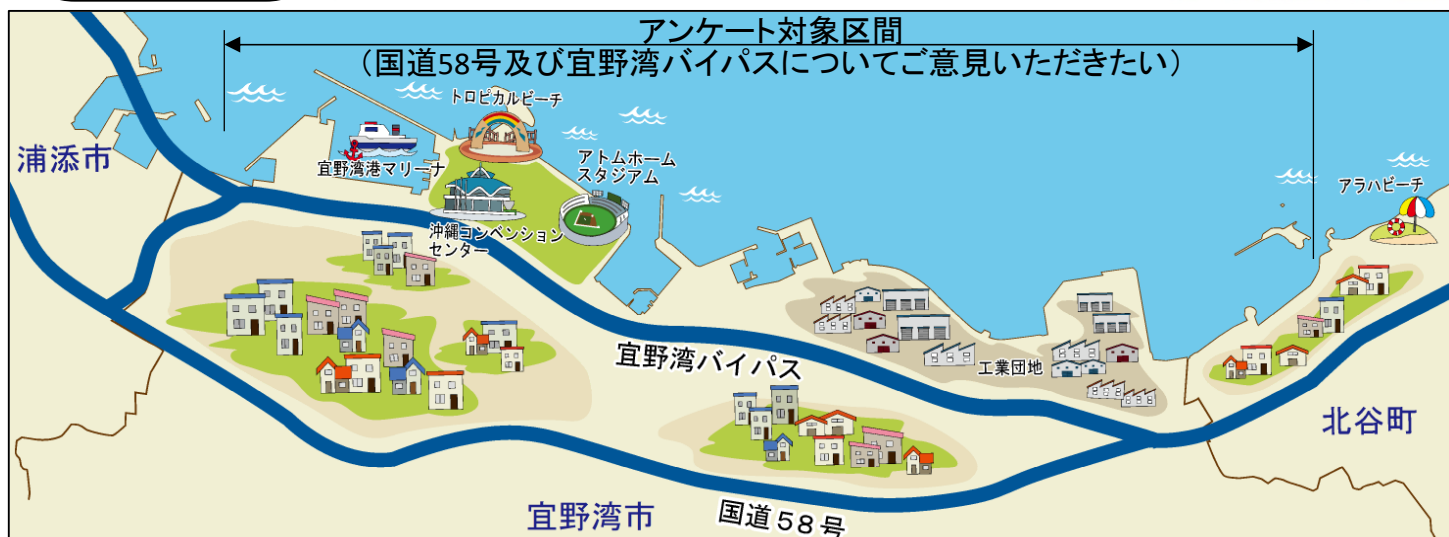 アンケート対象区間
（国道58号及び宜野湾バイパスについてご意見いただきたい）
トロピカルビーチ
浦添市
宜野湾港マリーナ
アトムホーム
スタジアム
アラハビーチ
沖縄コンベンション
センター
宜野湾バイパス
工業団地
北谷町
宜野湾市
国道５８号